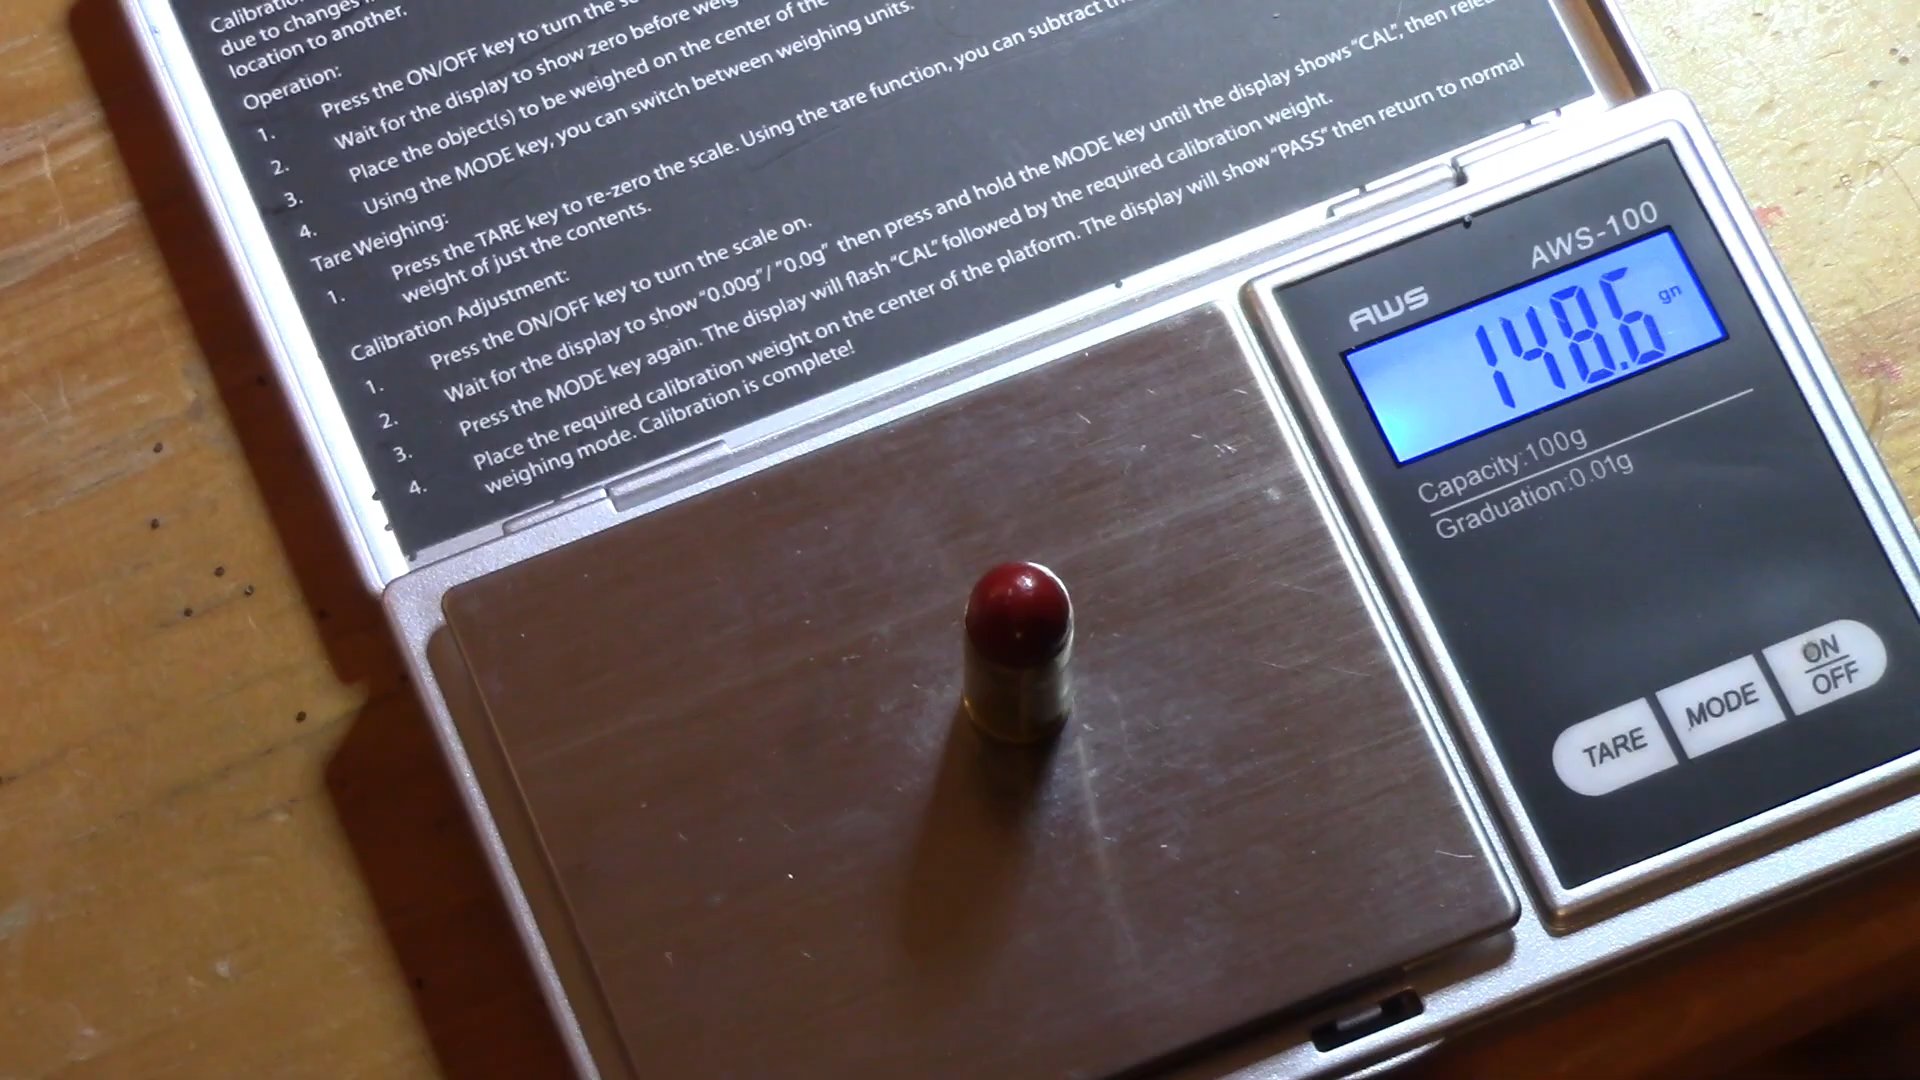 Calibration
due to changes
location to another.
Operation:
1. Press the ON/OFF key to turn the
2. Wait for the display to show zero before
3. Place the object(s) to be weighed on the center of the
4. Using the MODE key, you can switch between weighing units.
Tare Weighing:
1. Press the TARE key to re-zero the scale. Using the tare function, you can subtract
weight of just the contents.
Calibration Adjustment:
1. Press the ON/OFF key to turn the scale on.
2. Wait for the display to show "0.00g"/"0.0g" then press and hold the MODE key until the display shows "CAL", then
3. Press the MODE key again. The display will flash "CAL" followed by the required calibration weight.
4. Place the required calibration weight on the center of the platform. The display will show "PASS" then return to normal
weighing mode. Calibration is complete!
AWS AWS-100
148.6 gn
Capacity:100g
Graduation:0.01g
TARE MODE ON/OFF